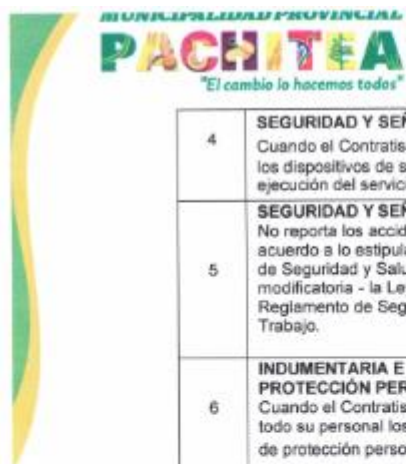 MUNICIPALIDAD PROVINCIAL
PACHITEA
"El cambio lo hacemos todos"
4
SEGURIDAD Y SEÑ
Cuando el Contratis
los dispositivos de s
ejecución del servic
5
SEGURIDAD Y SEÑ
No reporta los accid
acuerdo a lo estipula
de Seguridad y Salu
modificatoria - la Le
Reglamento de Seg
Trabajo.
6
INDUMENTARIA E
PROTECCIÓN PER
Cuando el Contratis
todo su personal los
de protección perso